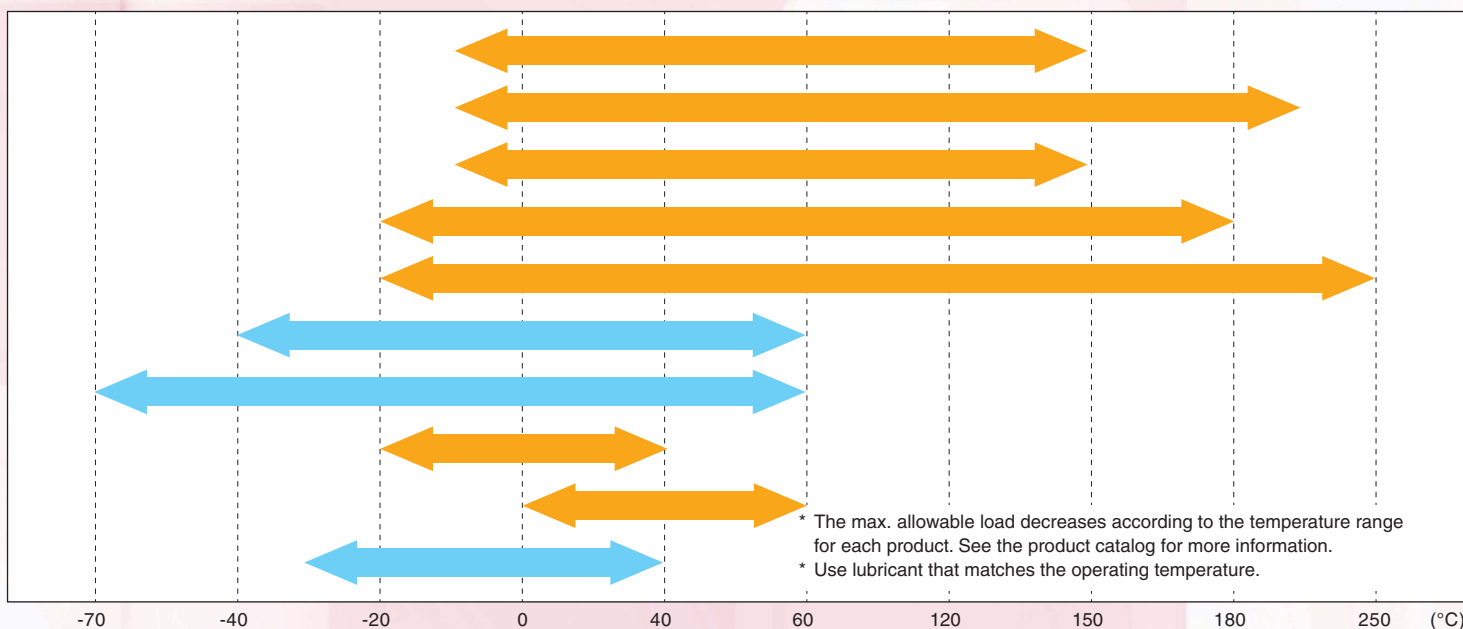 * The max. allowable load decreases according to the temperature range
for each product. See the product catalog for more information.
* Use lubricant that matches the operating temperature.
-70 -40 -20 0 40 60 120 150 180 250 (°C)